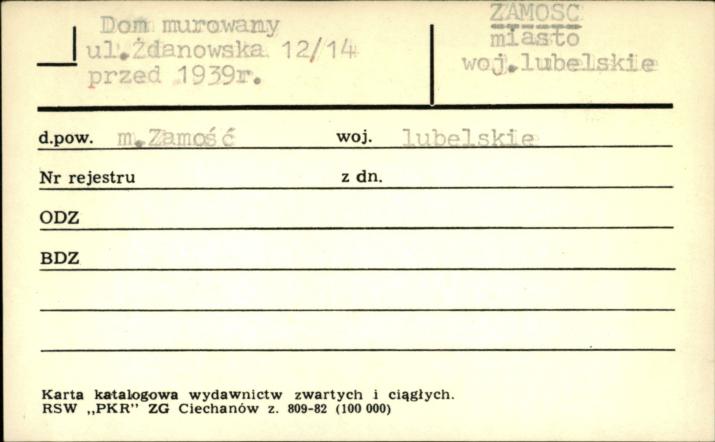 Dom murowany
ul.Żdanowska 12/14
przed 1939r.
ZAMOŚC
miasto
woj.lubelskie
d.pow. m.Zamość woj. lubelskie
Nr rejestru z dn.
ODZ
BDZ
Karta katalogowa wydawnictw zwartych i ciągłych.
RSW „PKR” ZG Ciechanów z. 809-82 (100 000)